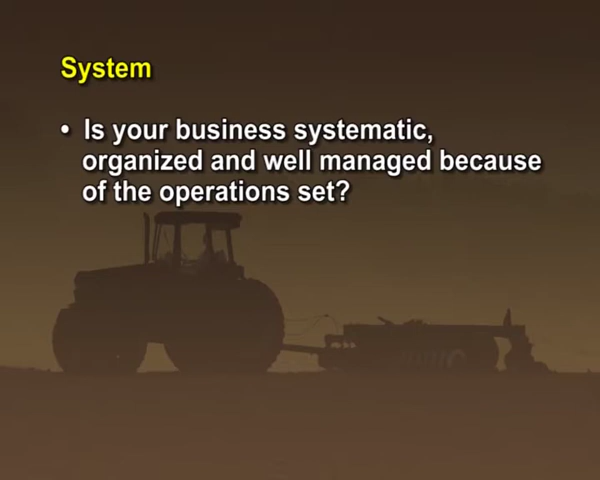 System
• Is your business systematic,
organized and well managed because
of the operations set?